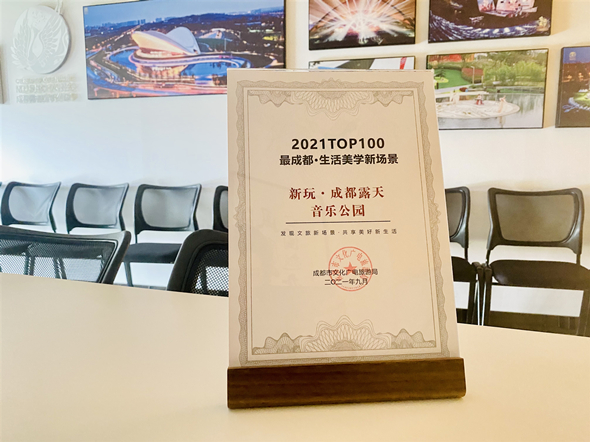 2021TOP100
最成都·生活美学新场景
新玩·成都露天
音乐公园
发现文旅新场景·共享美好新生活
成都市文化广电旅游局
二〇二一年九月